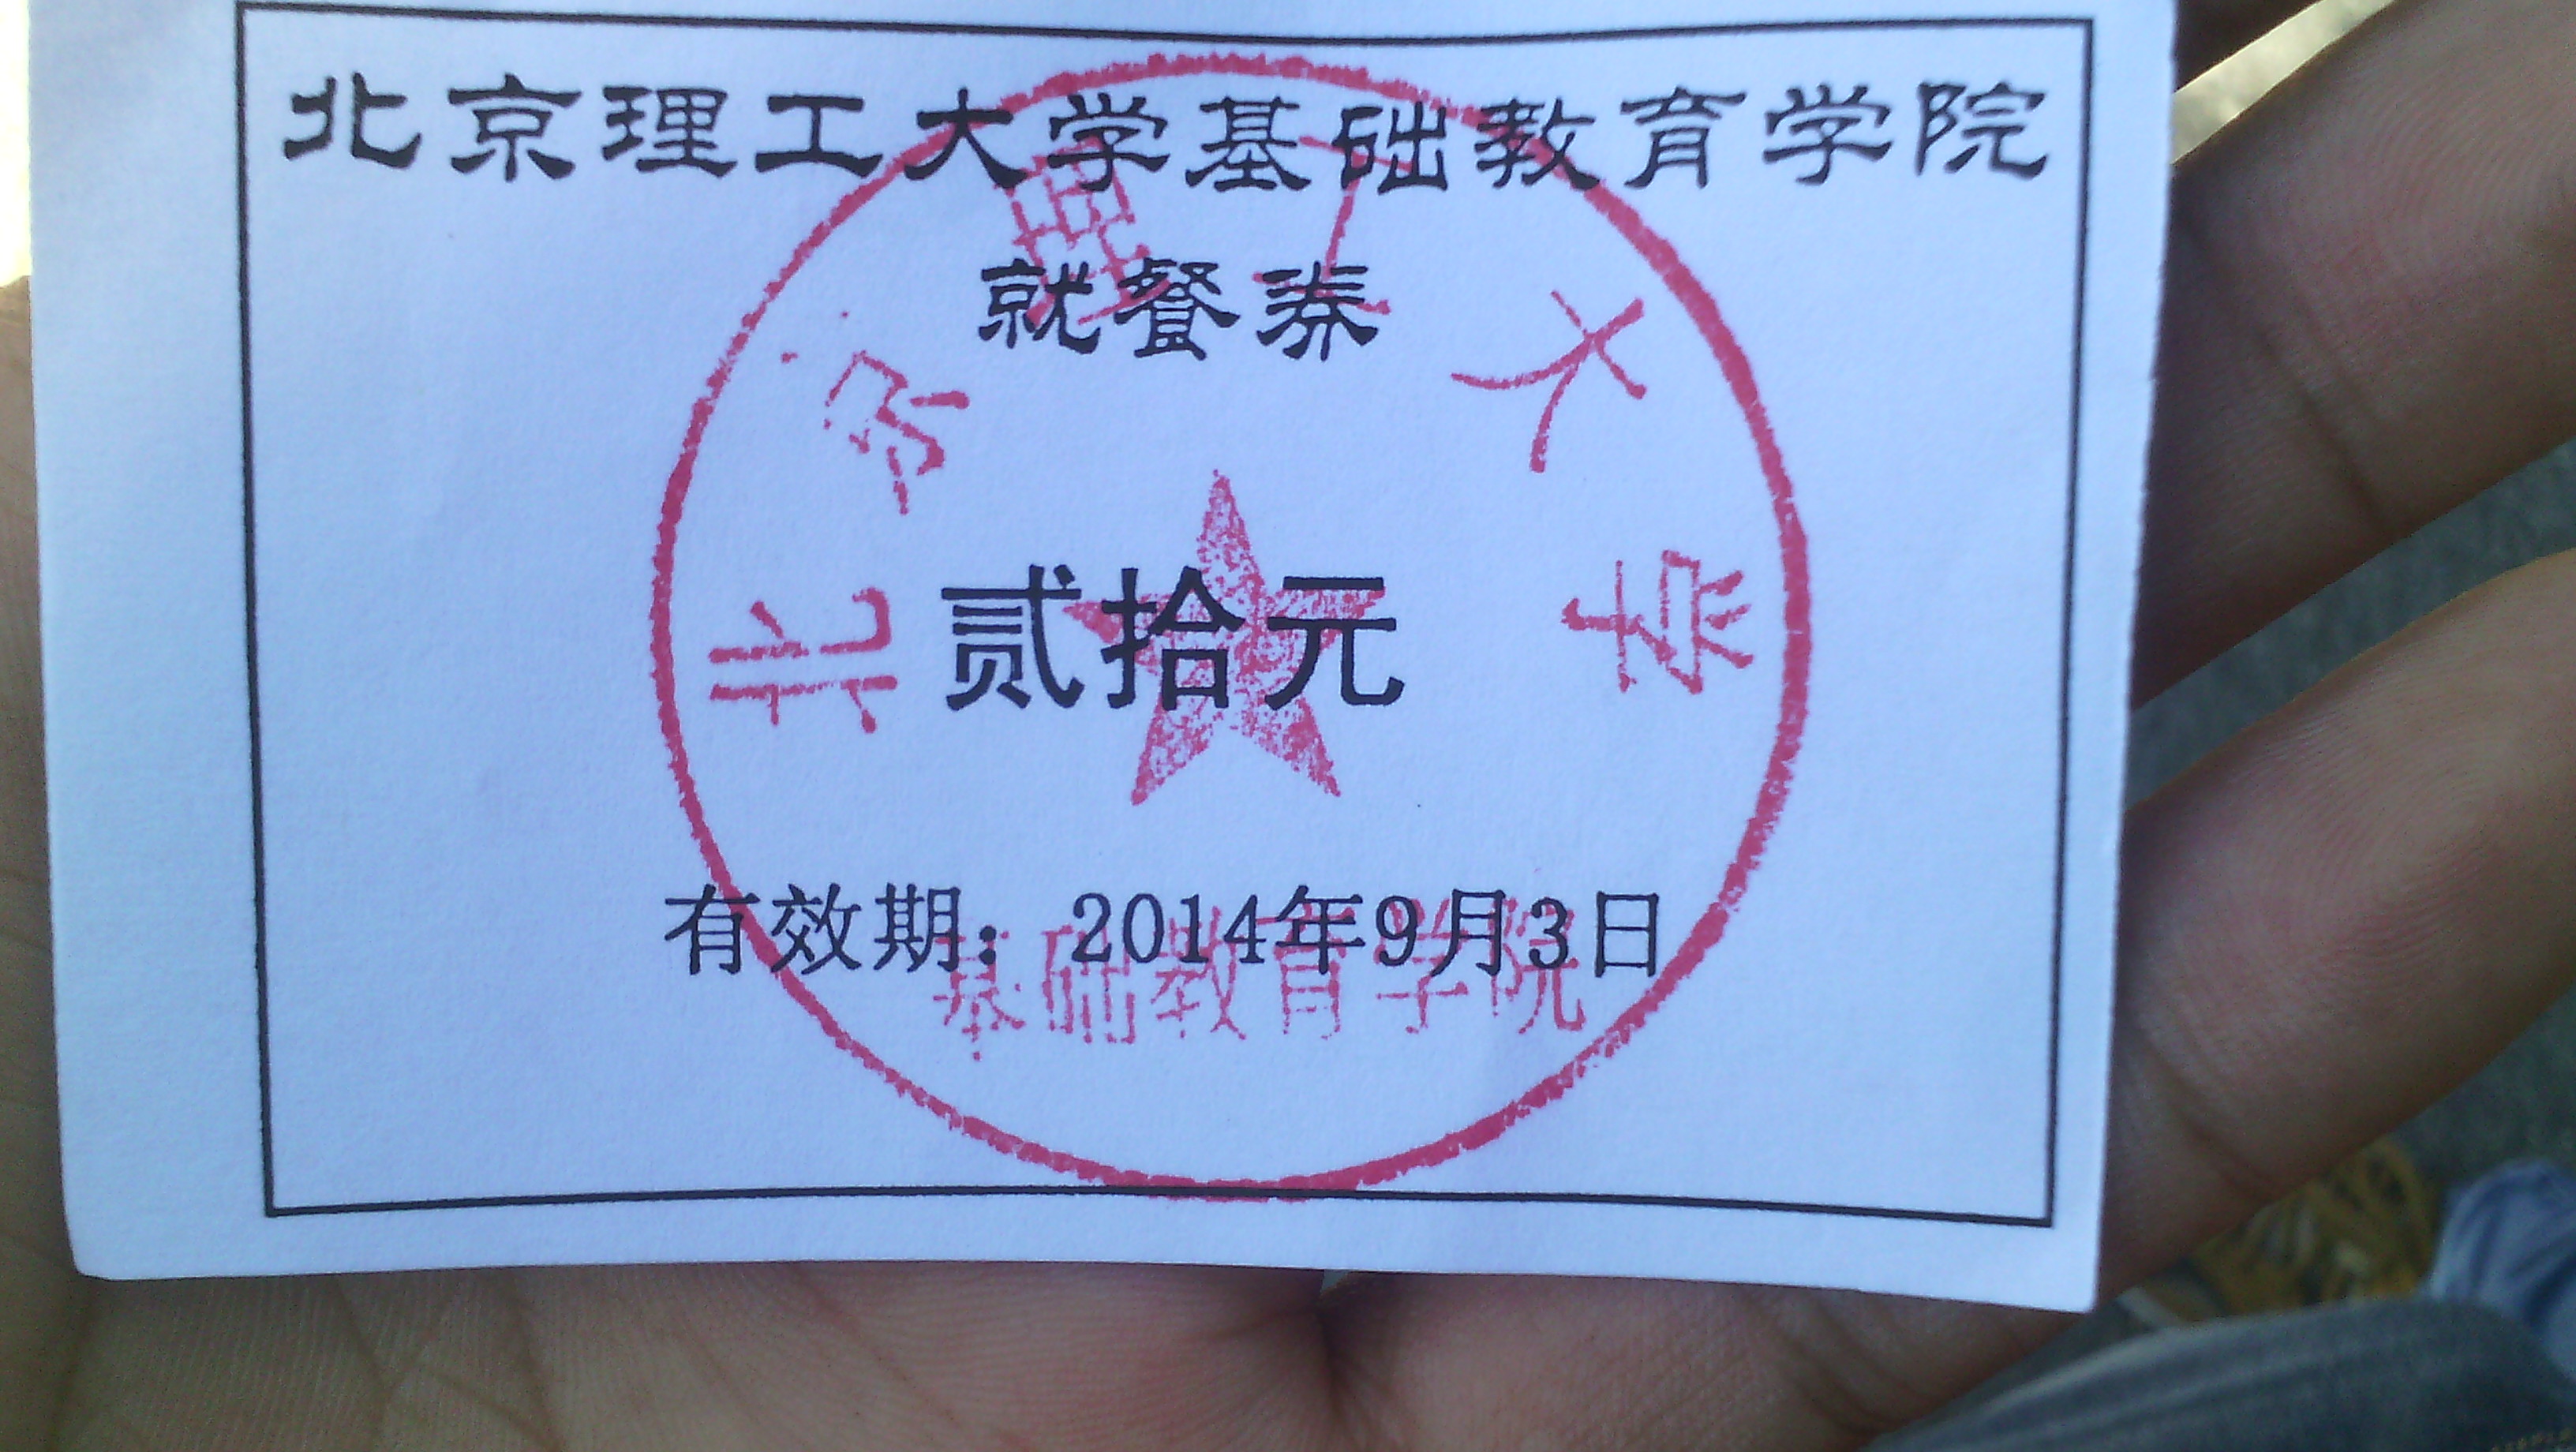 北京理工大学基础教育学院
就餐券
贰拾元
有效期：2014年9月3日
北京理工大学
基础教育学院